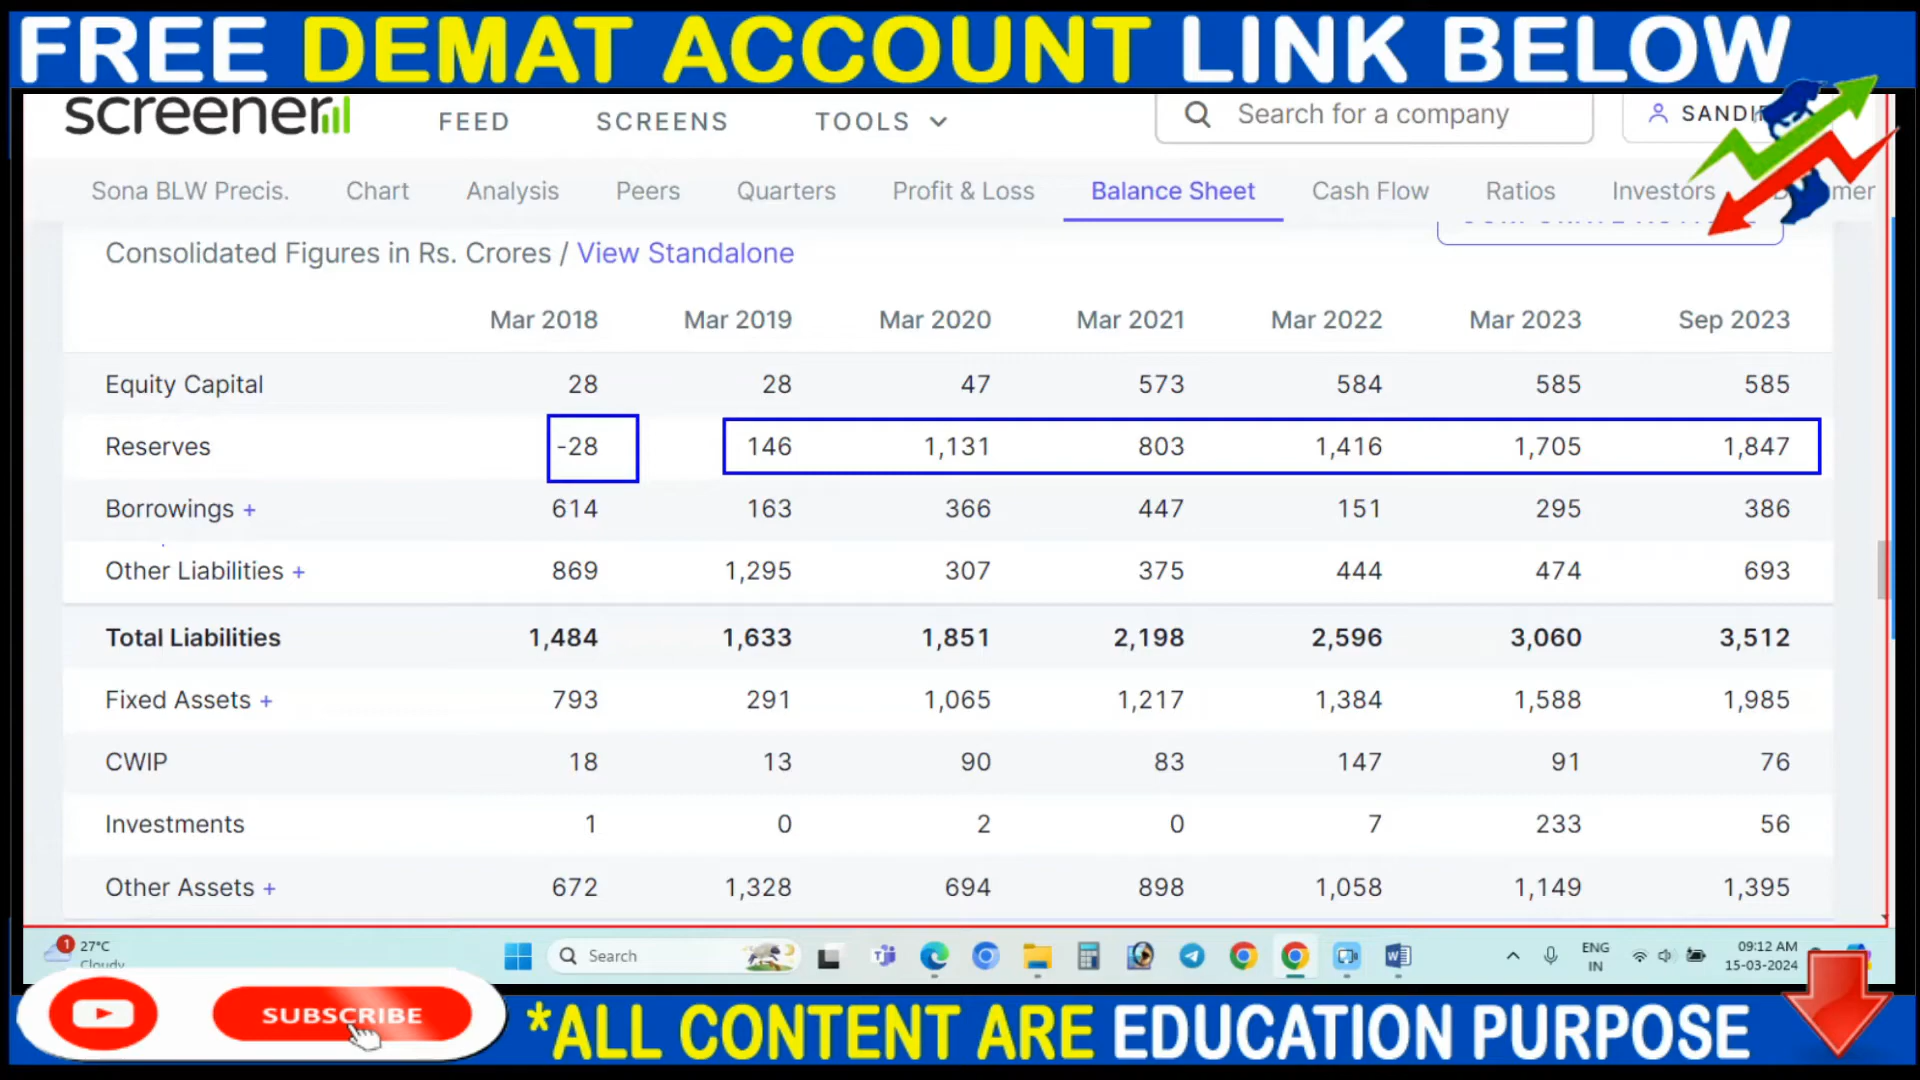 FREE DEMAT ACCOUNT LINK BELOW
screener FEED SCREENS TOOLS Search for a company
Sona BLW Precis. Chart Analysis Peers Quarters Profit & Loss Balance Sheet Cash Flow Ratios Investors
Consolidated Figures in Rs. Crores / View Standalone
Mar 2018 Mar 2019 Mar 2020 Mar 2021 Mar 2022 Mar 2023 Sep 2023
Equity Capital 28 28 47 573 584 585 585
Reserves -28 146 1,131 803 1,416 1,705 1,847
Borrowings + 614 163 366 447 151 295 386
Other Liabilities + 869 1,295 307 375 444 474 693
Total Liabilities 1,484 1,633 1,851 2,198 2,596 3,060 3,512
Fixed Assets + 793 291 1,065 1,217 1,384 1,588 1,985
CWIP 18 13 90 83 147 91 76
Investments 1 0 2 0 7 233 56
Other Assets + 672 1,328 694 898 1,058 1,149 1,395
1 27°C
Cloudy
Search
ENG
IN
09:12 AM
15-03-2024
SUBSCRIBE
*ALL CONTENT ARE EDUCATION PURPOSE